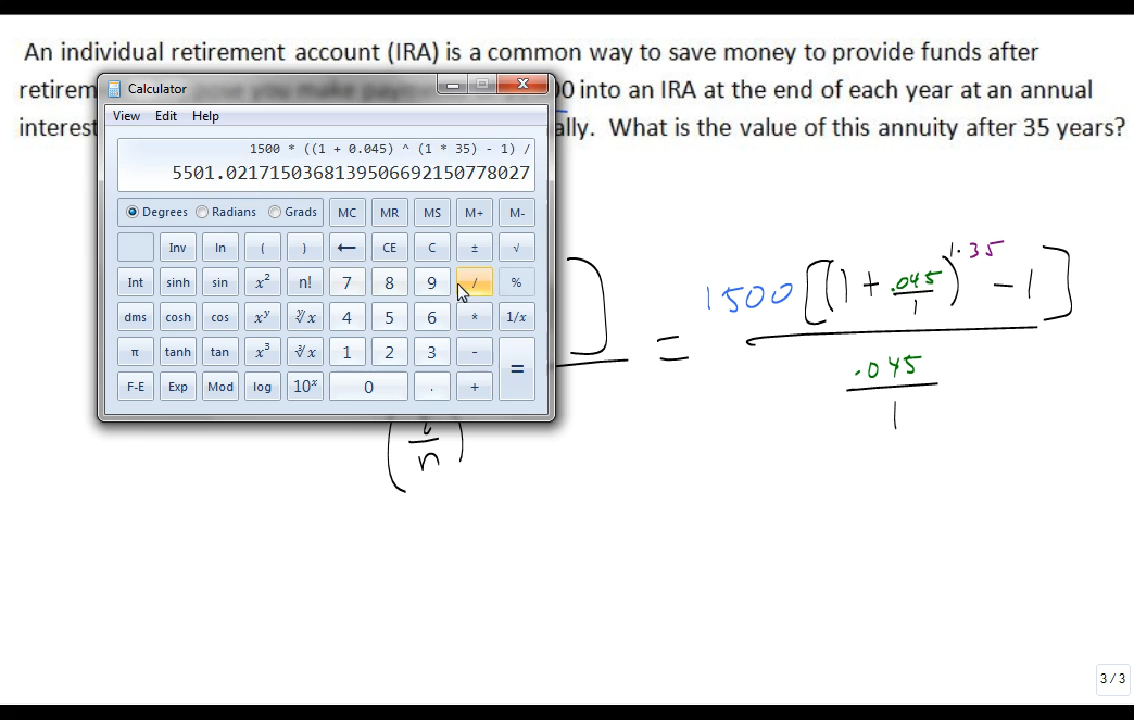 An individual retirement account (IRA) is a common way to save money to provide funds after
retirem 00 into an IRA at the end of each year at an annual
interest ally. What is the value of this annuity after 35 years?
Calculator
View Edit Help
1500 * ((1 + 0.045) ^ (1 * 35) - 1) /
5501.0217150368139506692150778027
Degrees Radians Grads MC MR MS M+ M-
Inv ln ( ) ← CE C ± √
Int sinh sin x² n! 7 8 9 / %
dms cosh cos xʸ ʸ√x 4 5 6 * 1/x
π tanh tan x³ ³√x 1 2 3 - =
F-E Exp Mod log 10ˣ 0 . +
] = 1500 [(1 + .045/1)^1·35 - 1]
.045
1
(i/n)
3/3